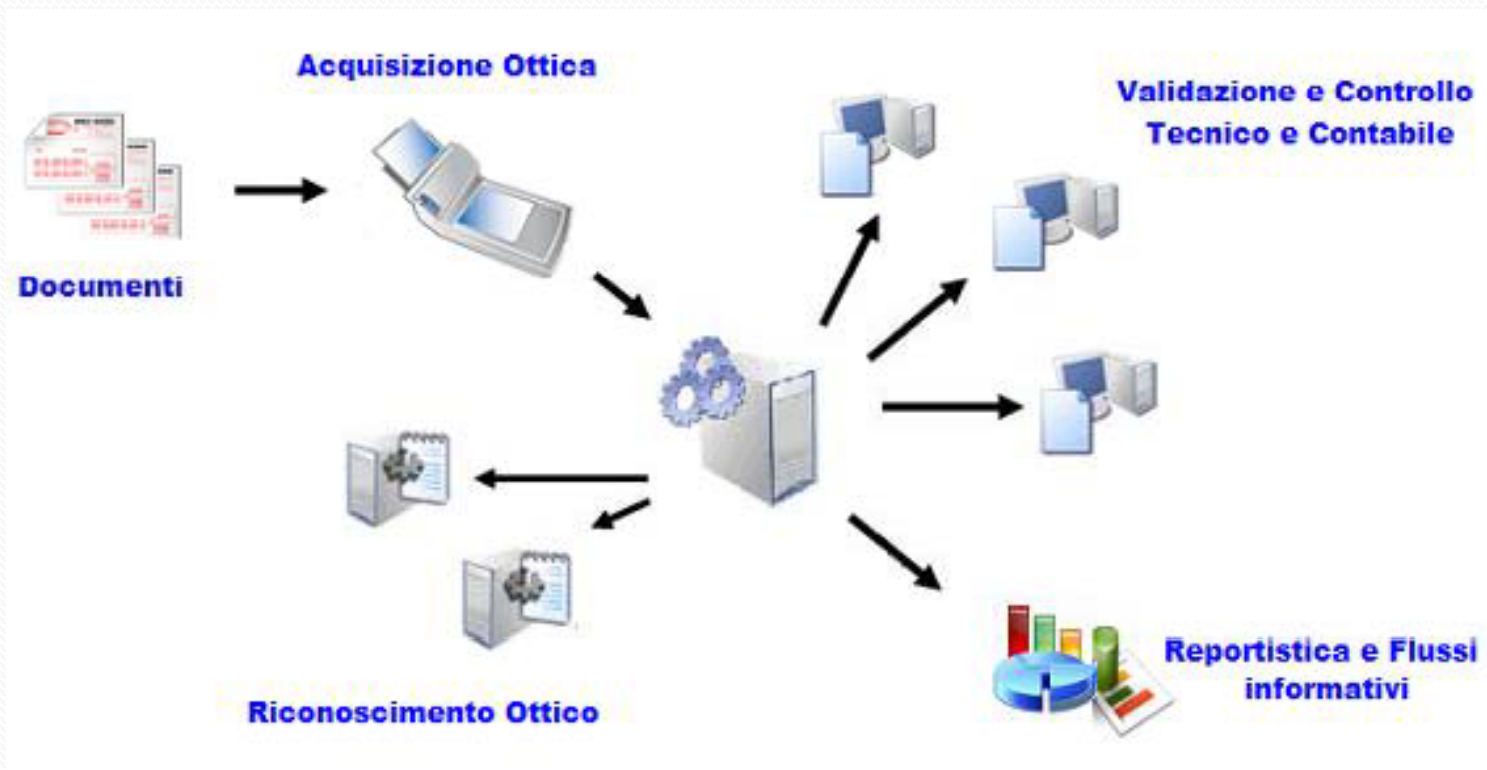 Acquisizione Ottica
Validazione e Controllo
Tecnico e Contabile
Documenti
Reportistica e Flussi
informativi
Riconoscimento Ottico